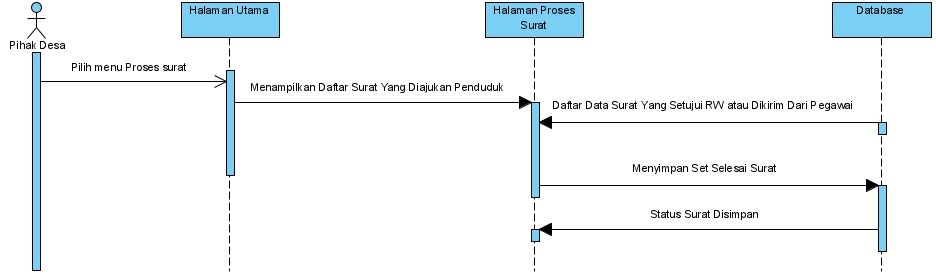 Pihak Desa
Halaman Utama
Halaman Proses
Surat
Database
Pilih menu Proses surat
Menampilkan Daftar Surat Yang Diajukan Penduduk
Daftar Data Surat Yang Setujui RW atau Dikirim Dari Pegawai
Menyimpan Set Selesai Surat
Status Surat Disimpan